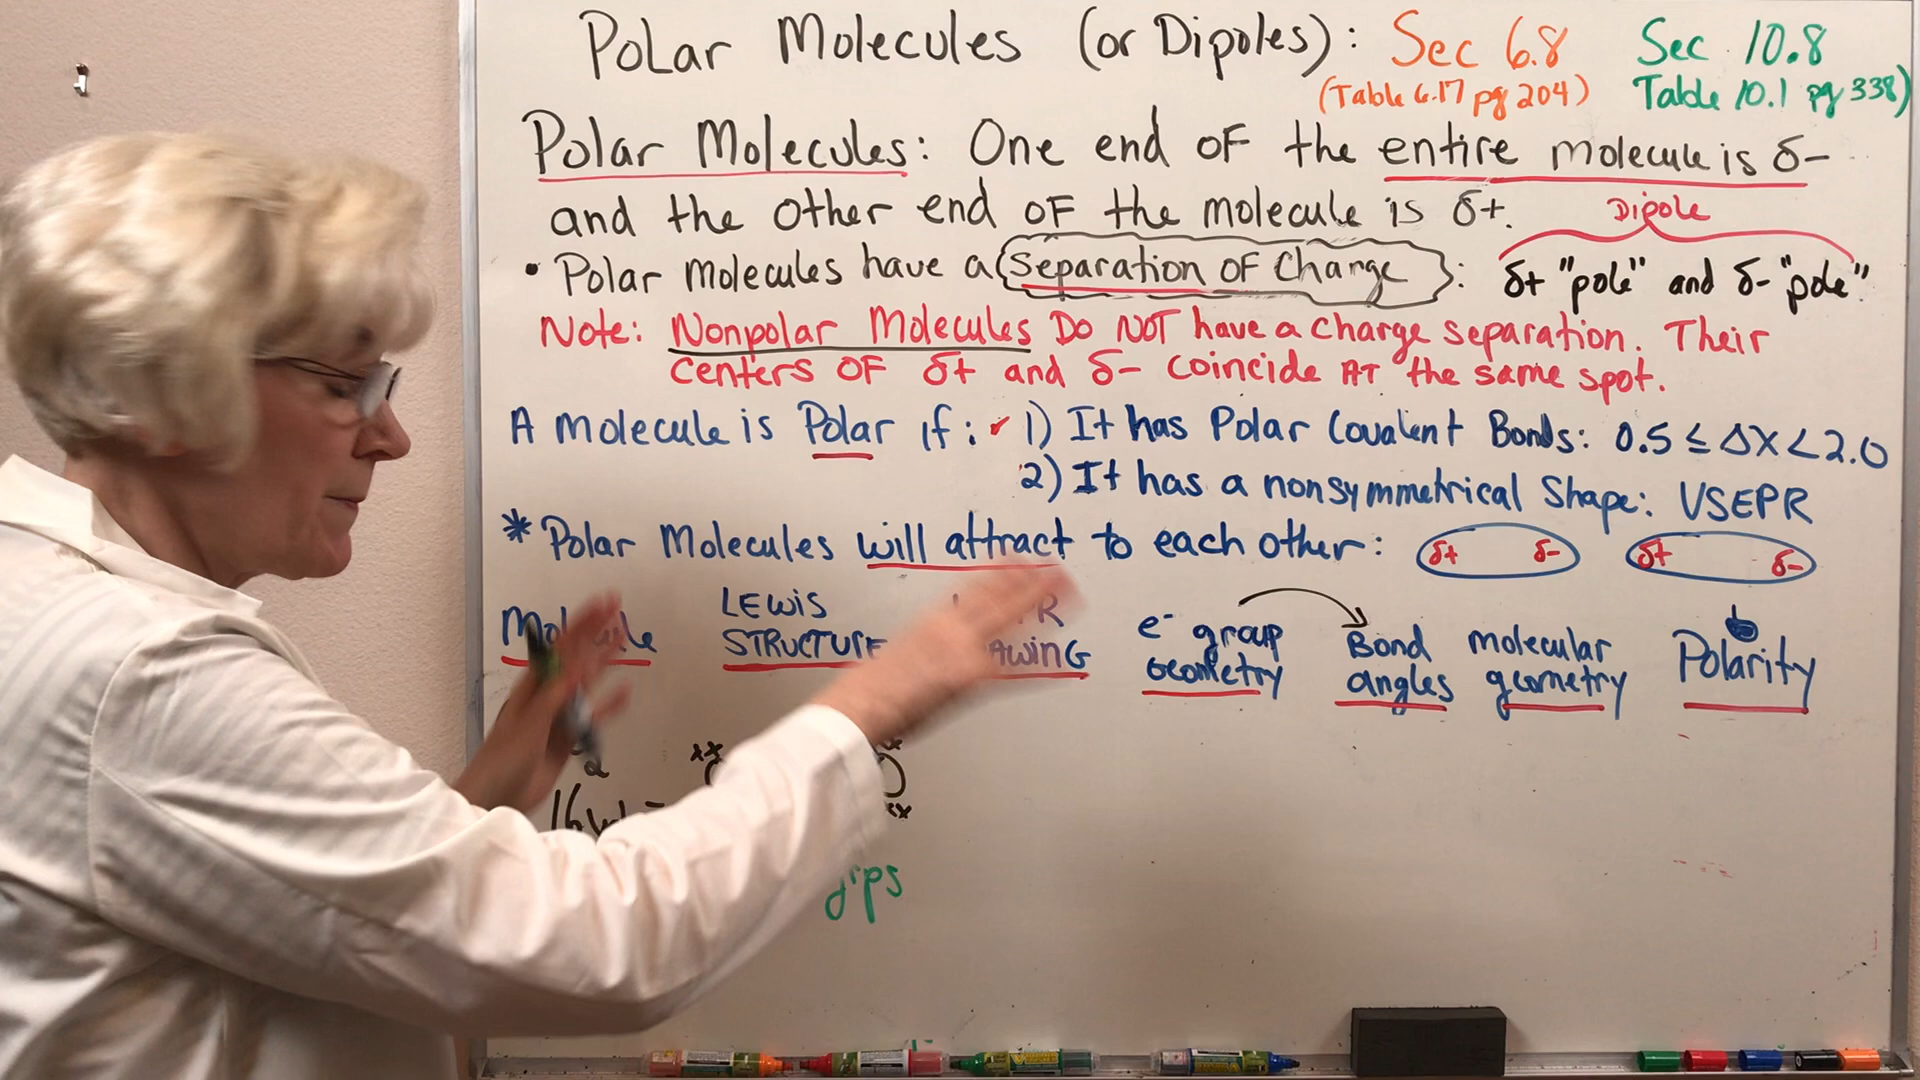 Polar Molecules (or Dipoles): Sec 6.8 Sec 10.8
(Table 6.17 pg 204) Table 10.1 pg 338)
Polar Molecules: One end of the entire molecule is δ-
and the other end of the molecule is δ+.
Dipole
• Polar molecules have a separation of charge: δ+ "pole" and δ- "pole".
Note: Nonpolar Molecules Do NOT have a charge separation. Their
centers of δ+ and δ- coincide AT the same spot.
A molecule is Polar if: 1) It has Polar Covalent Bonds: 0.5 ≤ ΔX < 2.0
2) It has a nonsymmetrical Shape: VSEPR
* Polar Molecules will attract to each other: δ+ δ- δ+ δ-
LEWIS
STRUCTURE
e- group
Geometry
Bond
angles
molecular
geometry
Polarity
2
xx